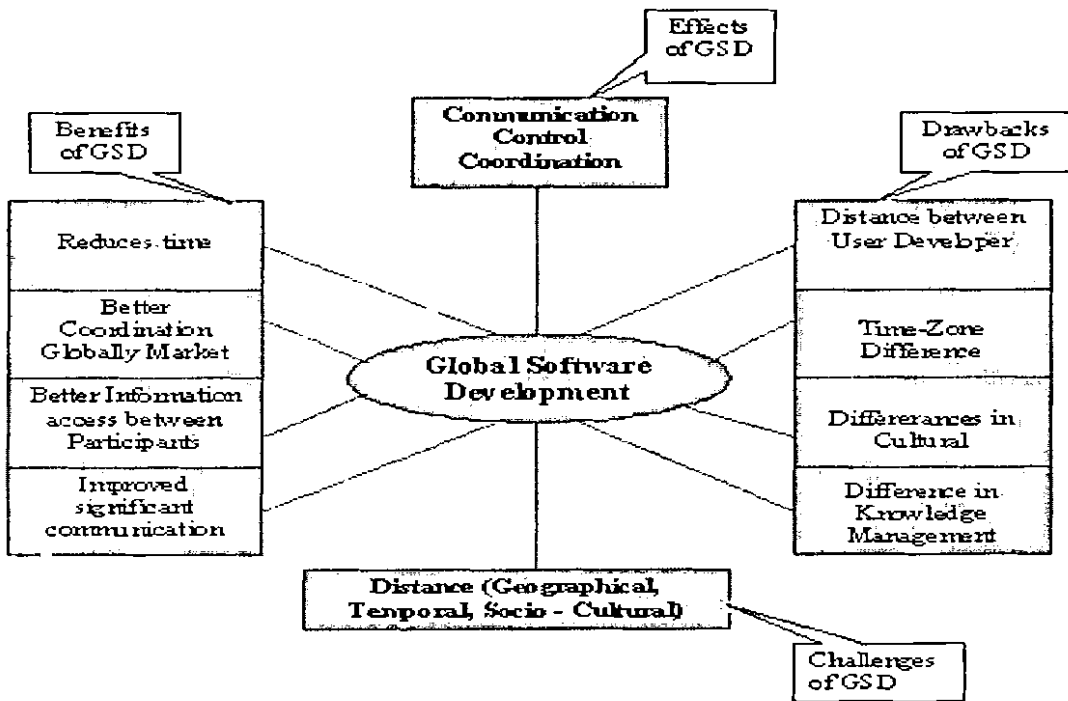 Effects
of GSD
Communication
Control
Coordination
Benefits
of GSD
Drawbacks
of GSD
Reduces time
Better
Coordination
Globally Market
Better Information
access between
Participants
Improved
significant
communication
Global Software
Development
Distance between
User Developer
Time-Zone
Difference
Differerances in
Cultural
Difference in
Knowledge
Management
Distance (Geographical,
Temporal, Socio - Cultural)
Challenges
of GSD